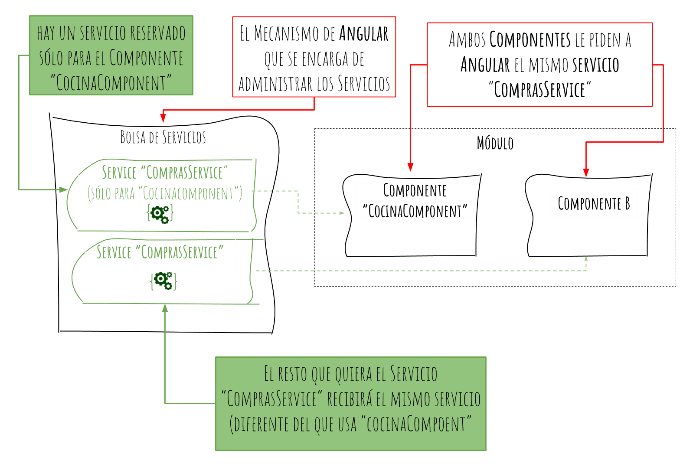 HAY UN SERVICIO RESERVADO
SÓLO PARA EL COMPONENTE
"COCINACOMPONENT"
EL MECANISMO DE ANGULAR
QUE SE ENCARGA DE
ADMINISTRAR LOS SERVICIOS
AMBOS COMPONENTES LE PIDEN A
ANGULAR EL MISMO SERVICIO
"COMPRASSERVICE"
BOLSA DE SERVICIOS
MÓDULO
SERVICE "COMPRASSERVICE"
(SÓLO PARA "COCINACOMPONENT")
{ }
COMPONENTE
"COCINACOMPONENT"
COMPONENTE B
SERVICE "COMPRASSERVICE"
{ }
EL RESTO QUE QUIERA EL SERVICIO
"COMPRASSERVICE" RECIBIRÁ EL MISMO SERVICIO
(DIFERENTE DEL QUE USA "COCINACOMPOENT"